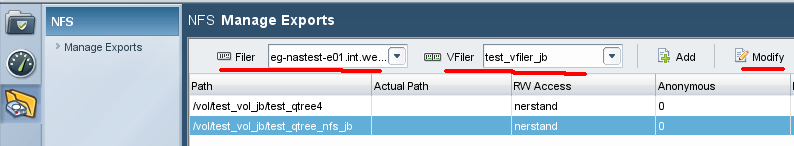 NFS
NFS Manage Exports
Manage Exports
Filer eg-nastest-e01.int.we... VFiler test_vfiler_jb Add Modify
Path Actual Path RW Access Anonymous
/vol/test_vol_jb/test_qtree4 nerstand 0
/vol/test_vol_jb/test_qtree_nfs_jb nerstand 0